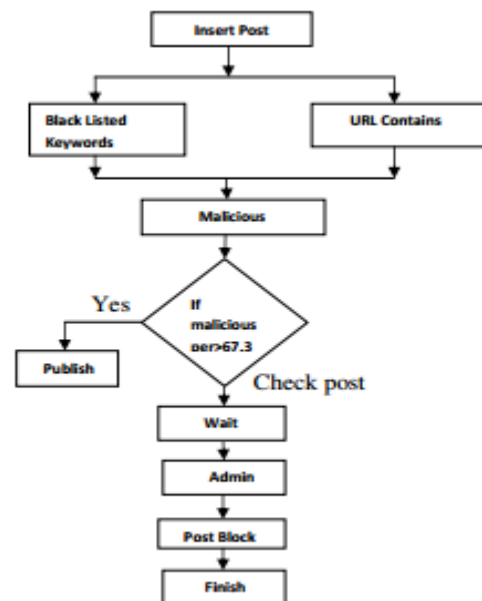 Insert Post
Black Listed
Keywords
URL Contains
Malicious
Yes
If
malicious
per>67.3
Publish
Check post
Wait
Admin
Post Block
Finish